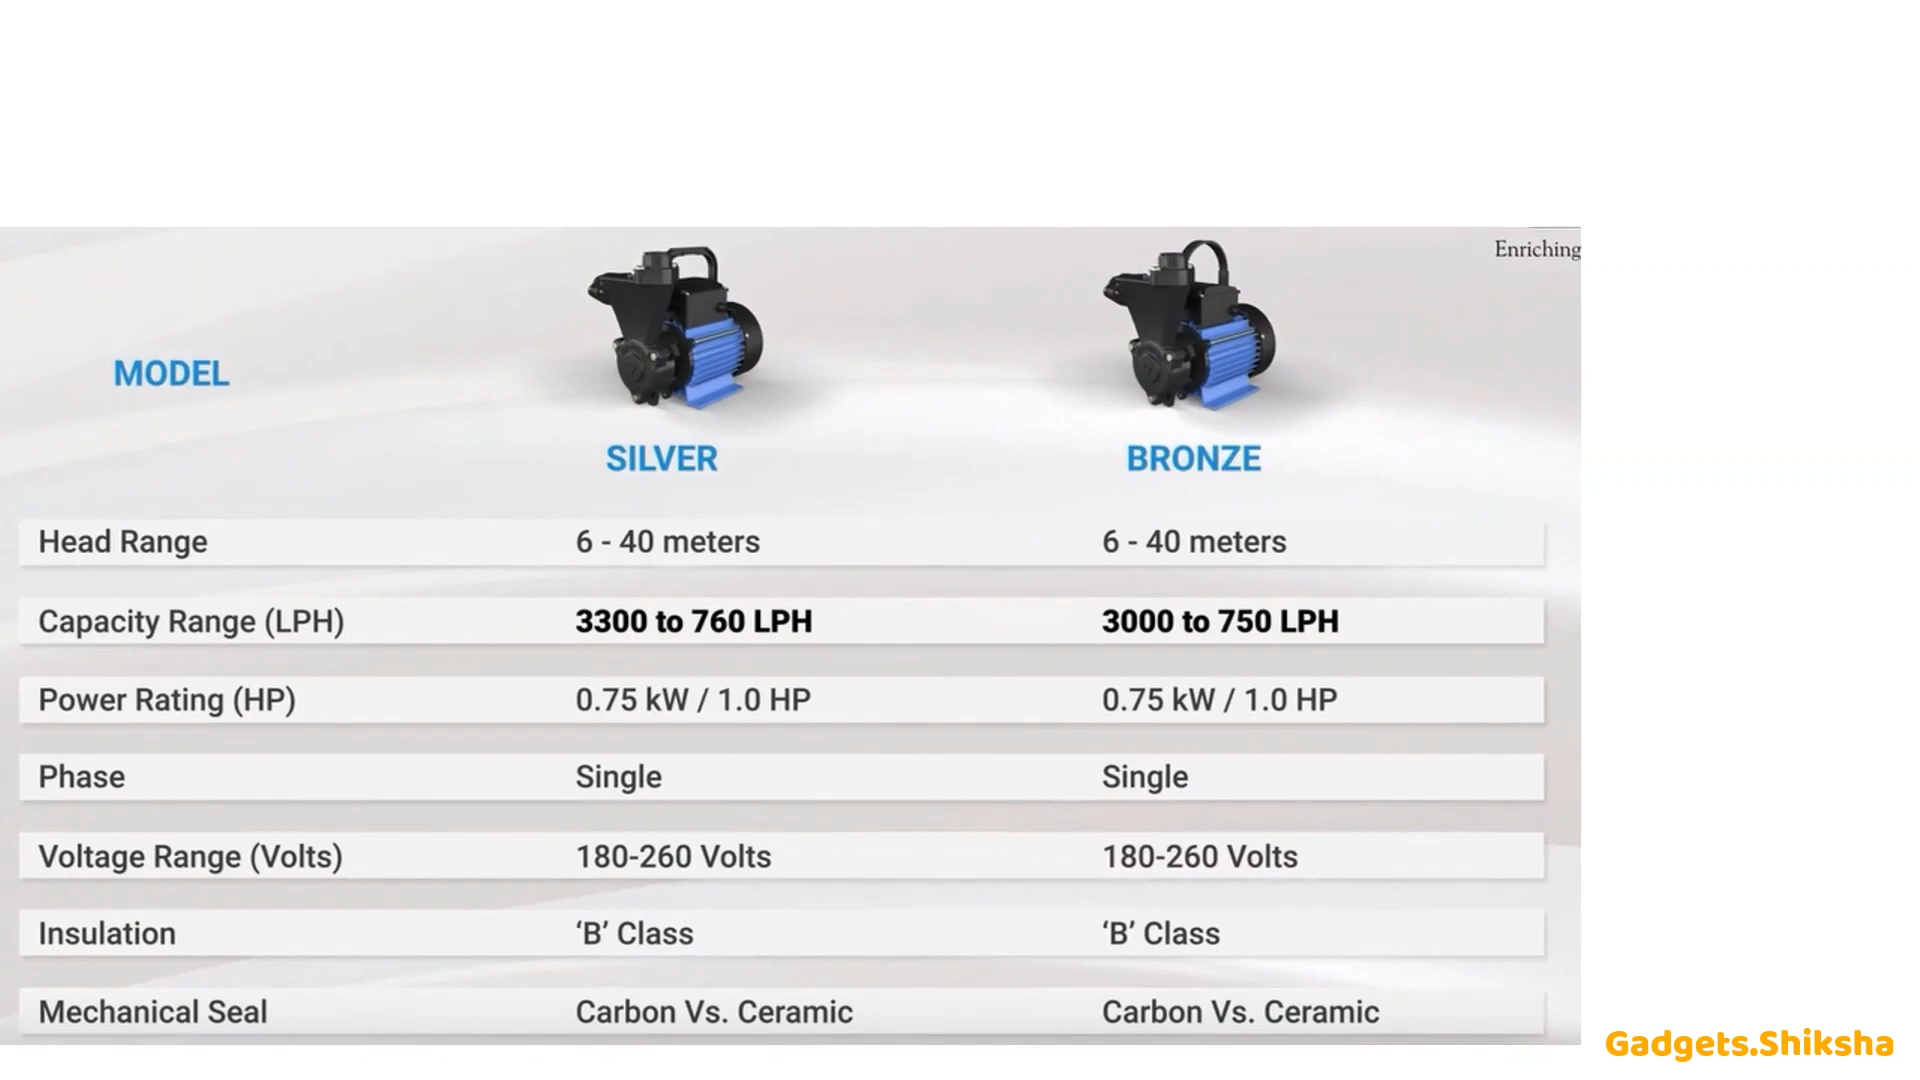 Enriching
MODEL
SILVER BRONZE
Head Range 6 - 40 meters 6 - 40 meters
Capacity Range (LPH) 3300 to 760 LPH 3000 to 750 LPH
Power Rating (HP) 0.75 kW / 1.0 HP 0.75 kW / 1.0 HP
Phase Single Single
Voltage Range (Volts) 180-260 Volts 180-260 Volts
Insulation ‘B’ Class ‘B’ Class
Mechanical Seal Carbon Vs. Ceramic Carbon Vs. Ceramic
Gadgets.Shiksha